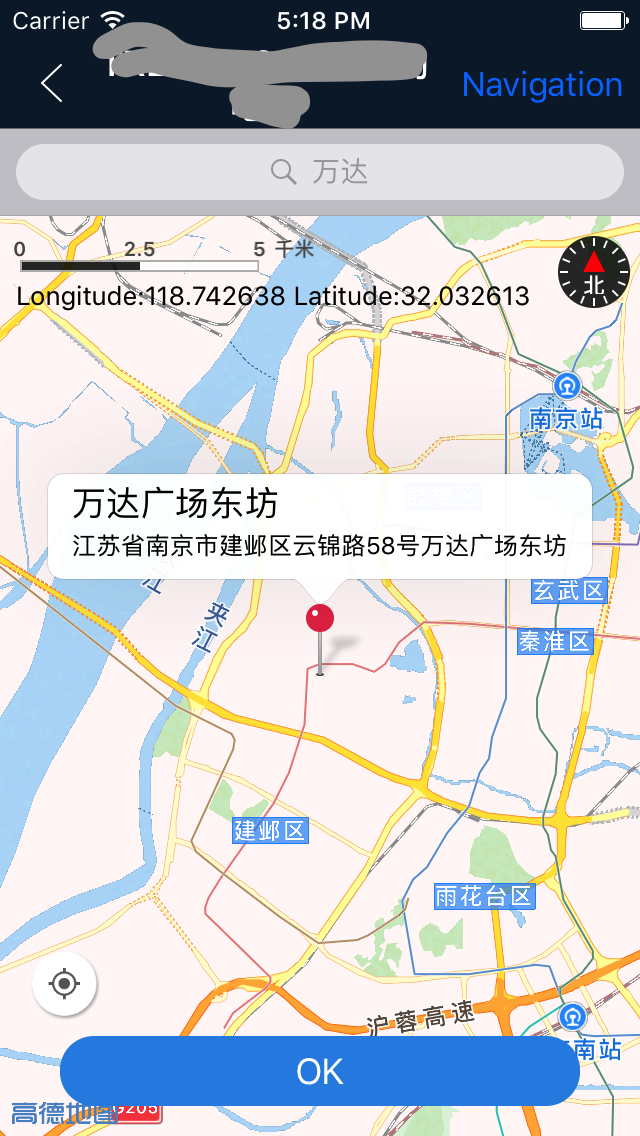 Carrier 5:18 PM
Navigation
万达
0 2.5 5 千米
北
Longitude:118.742638 Latitude:32.032613
南京站
万达广场东坊
江苏省南京市建邺区云锦路58号万达广场东坊
江
玄武区
夹江
秦淮区
建邺区
雨花台区
沪蓉高速
南站
OK
高德地图
G205